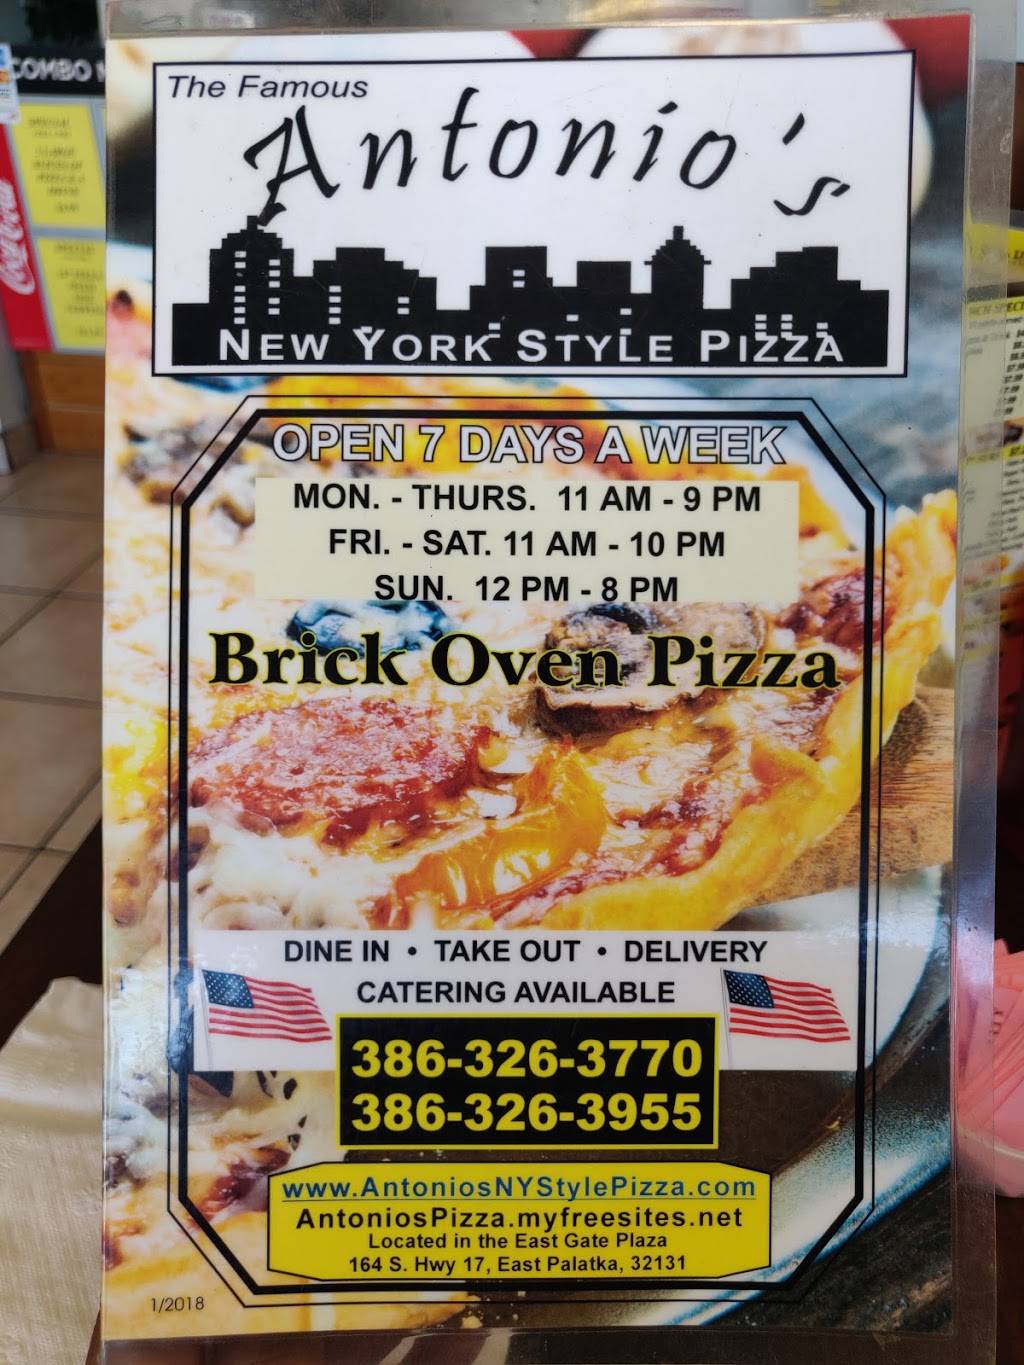 The Famous
Antonio's
NEW YORK STYLE PIZZA
OPEN 7 DAYS A WEEK
MON. - THURS. 11 AM - 9 PM
FRI. - SAT. 11 AM - 10 PM
SUN. 12 PM - 8 PM
Brick Oven Pizza
DINE IN • TAKE OUT • DELIVERY
CATERING AVAILABLE
386-326-3770
386-326-3955
www.AntoniosNYStylePizza.com
AntoniosPizza.myfreesites.net
Located in the East Gate Plaza
164 S. Hwy 17, East Palatka, 32131
1/2018
COMBO
Coca-Cola